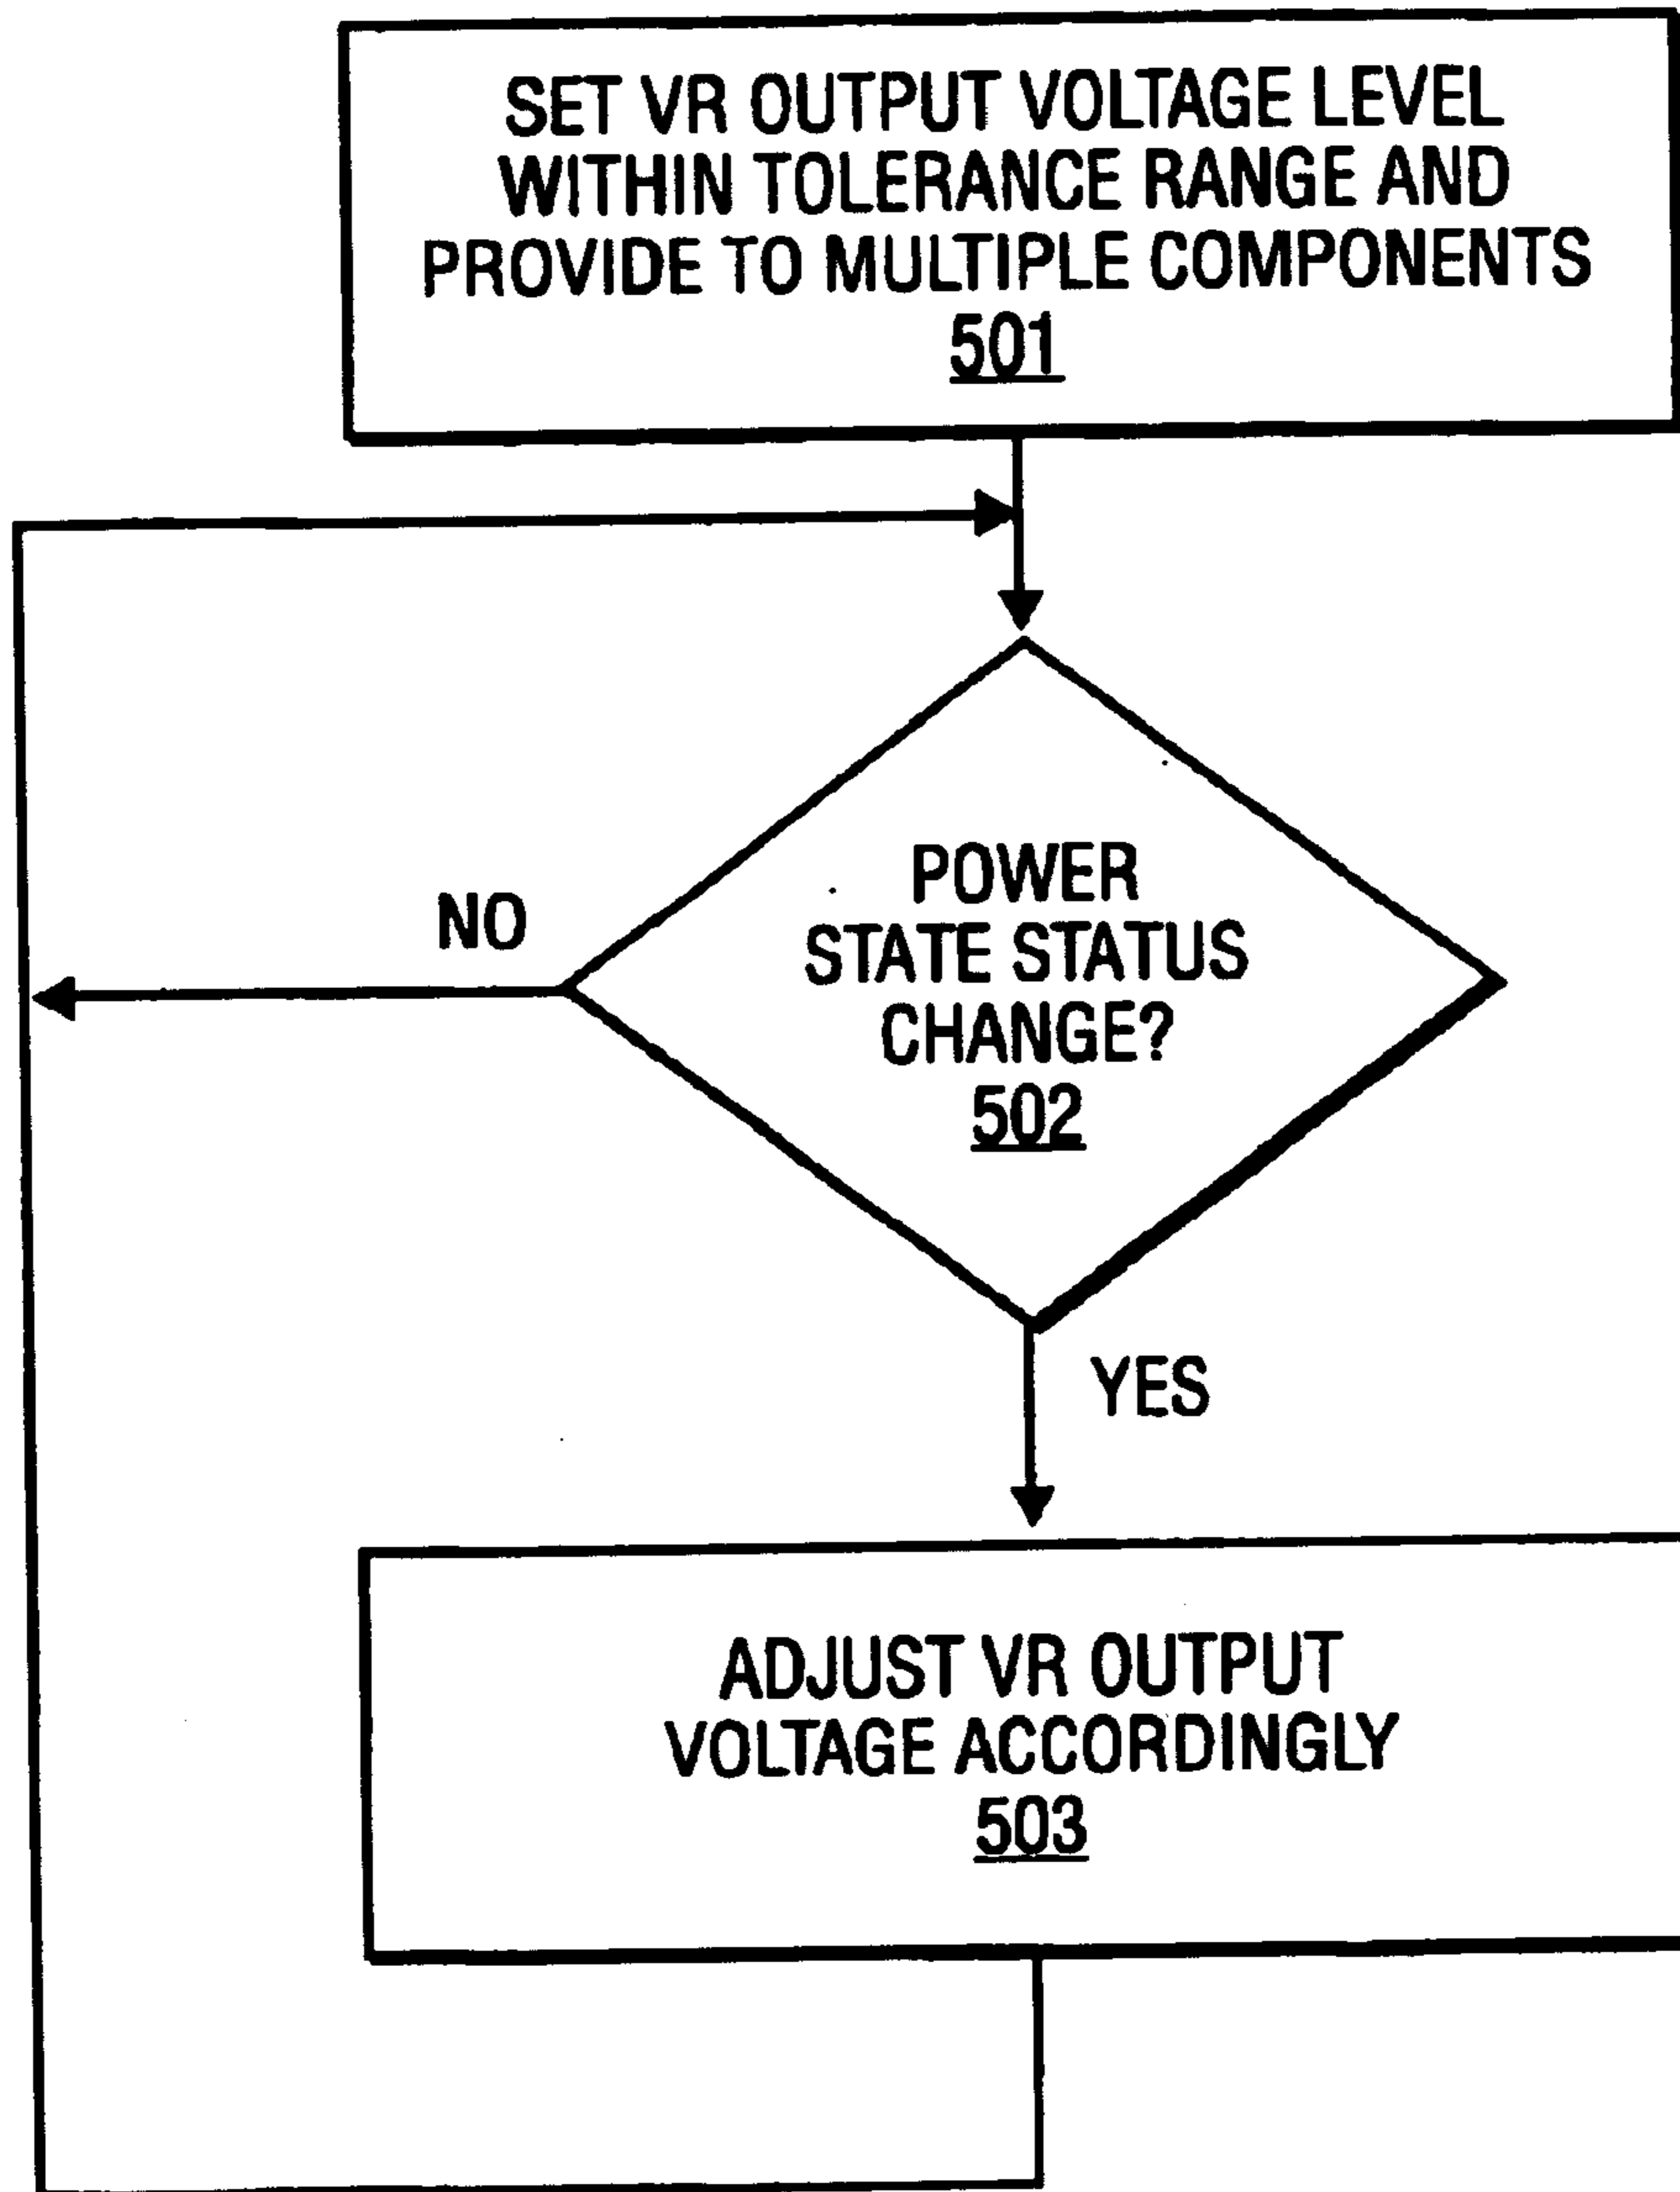 SET VR OUTPUT VOLTAGE LEVEL
WITHIN TOLERANCE RANGE AND
PROVIDE TO MULTIPLE COMPONENTS
501
NO
POWER
STATE STATUS
CHANGE?
502
YES
ADJUST VR OUTPUT
VOLTAGE ACCORDINGLY
503